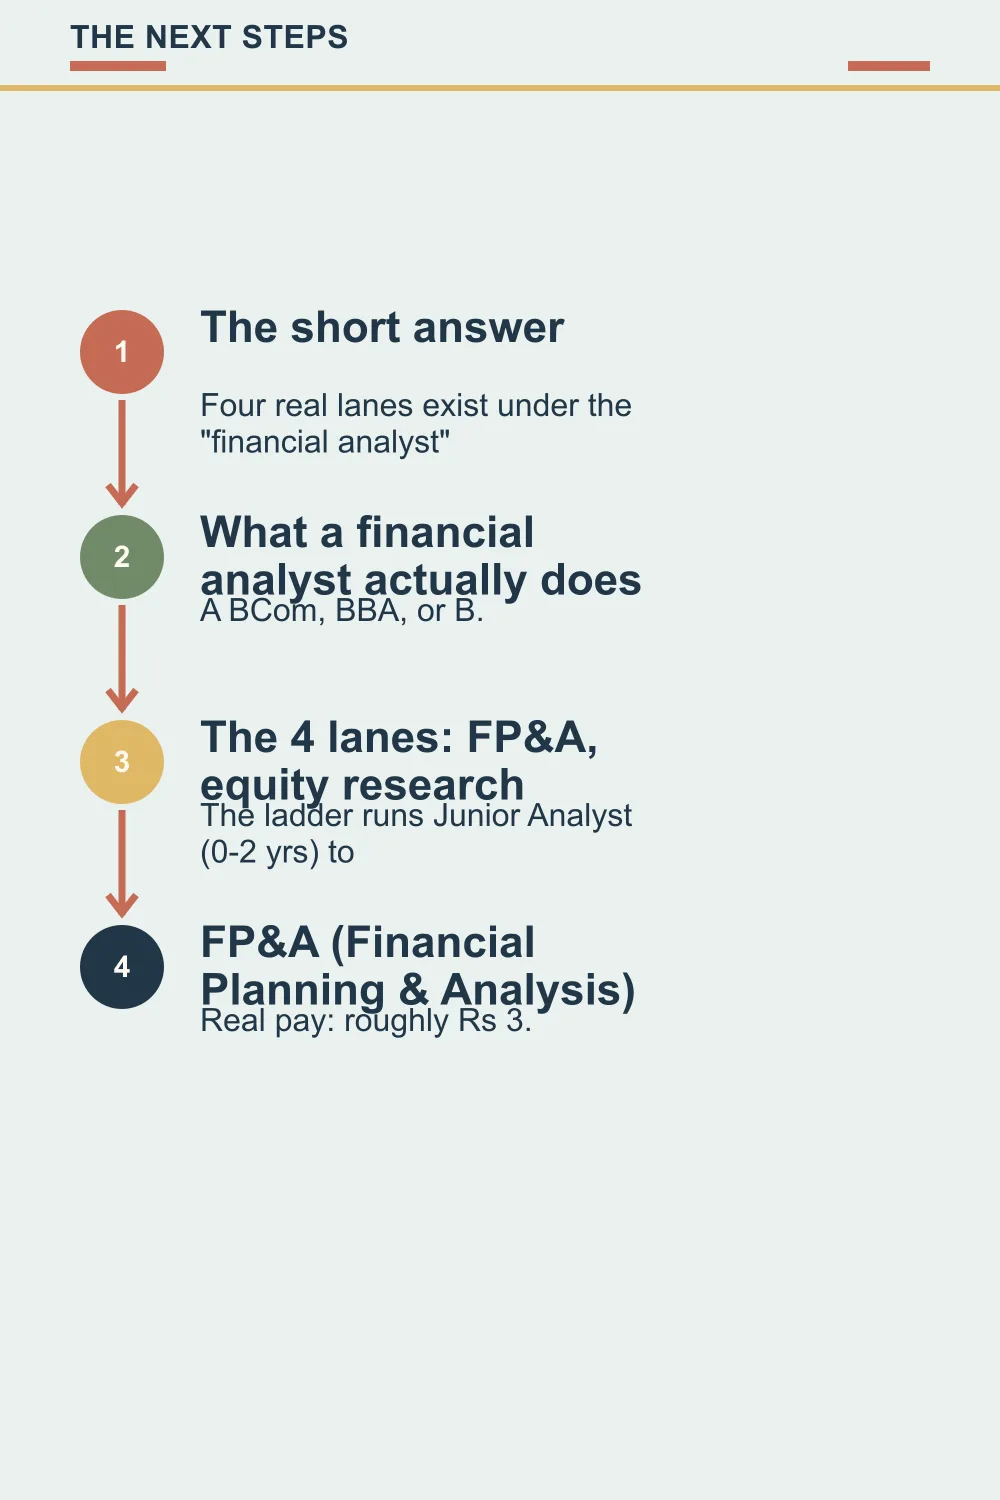 THE NEXT STEPS
1
The short answer
Four real lanes exist under the
"financial analyst"
2
What a financial
analyst actually does
A BCom, BBA, or B.
3
The 4 lanes: FP&A,
equity research
The ladder runs Junior Analyst
(0-2 yrs) to
4
FP&A (Financial
Planning & Analysis)
Real pay: roughly Rs 3.